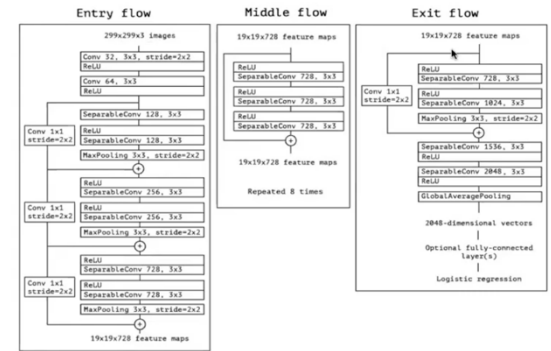 Entry flow
299x299x3 images
Conv 32, 3x3, stride=2x2
ReLU
Conv 64, 3x3
ReLU
SeparableConv 128, 3x3
Conv 1x1
stride=2x2
ReLU
SeparableConv 128, 3x3
MaxPooling 3x3, stride=2x2
+
ReLU
SeparableConv 256, 3x3
Conv 1x1
stride=2x2
ReLU
SeparableConv 256, 3x3
MaxPooling 3x3, stride=2x2
+
ReLU
SeparableConv 728, 3x3
Conv 1x1
stride=2x2
ReLU
SeparableConv 728, 3x3
MaxPooling 3x3, stride=2x2
+
19x19x728 feature maps
Middle flow
19x19x728 feature maps
ReLU
SeparableConv 728, 3x3
ReLU
SeparableConv 728, 3x3
ReLU
SeparableConv 728, 3x3
+
19x19x728 feature maps
Repeated 8 times
Exit flow
19x19x728 feature maps
ReLU
SeparableConv 728, 3x3
Conv 1x1
stride=2x2
ReLU
SeparableConv 1024, 3x3
MaxPooling 3x3, stride=2x2
+
SeparableConv 1536, 3x3
ReLU
SeparableConv 2048, 3x3
ReLU
GlobalAveragePooling
2048-dimensional vectors
Optional fully-connected
layer(s)
Logistic regression